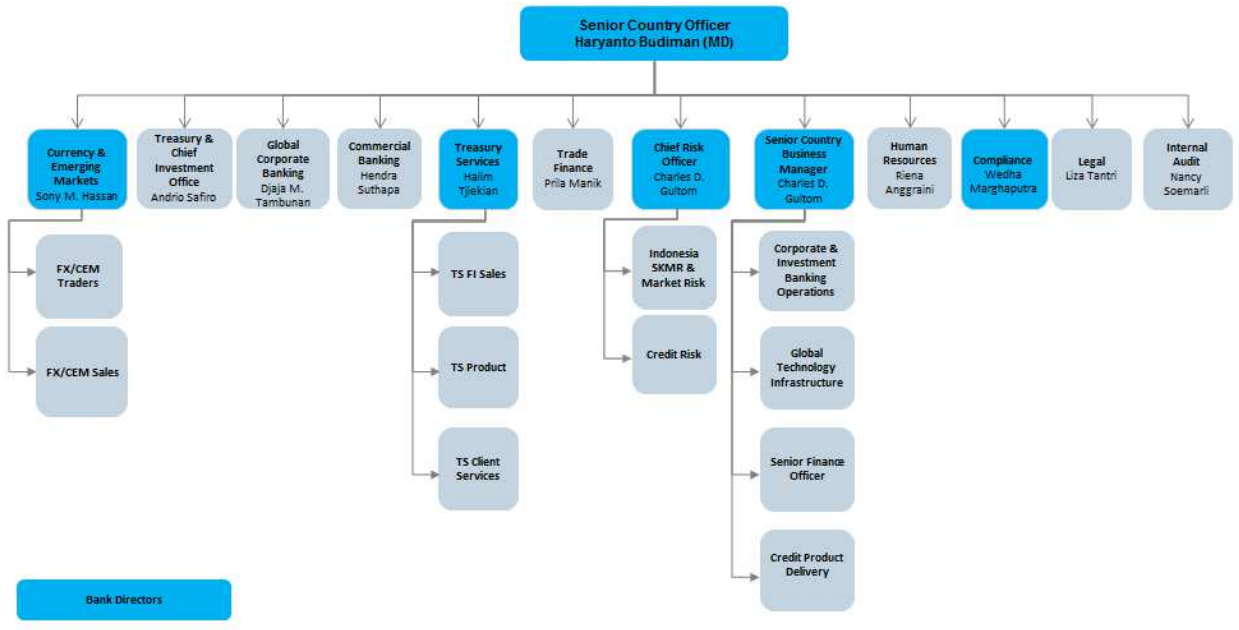 Senior Country Officer
Haryanto Budiman (MD)
Currency &
Emerging
Markets
Sony M. Hassan
Treasury &
Chief
Investment
Office
Andrio Safiro
Global
Corporate
Banking
Djaja M.
Tambunan
Commercial
Banking
Hendra
Suthapa
Treasury
Services
Halim
Tjiekian
Trade
Finance
Prila Manik
Chief Risk
Officer
Charles D.
Gultom
Senior Country
Business
Manager
Charles D.
Gultom
Human
Resources
Riena
Anggraini
Compliance
Wedha
Marghaputra
Legal
Liza Tantri
Internal
Audit
Nancy
Soemarli
FX/CEM
Traders
FX/CEM Sales
TS FI Sales
TS Product
TS Client
Services
Indonesia
SKMR &
Market Risk
Credit Risk
Corporate &
Investment
Banking
Operations
Global
Technology
Infrastructure
Senior Finance
Officer
Credit Product
Delivery
Bank Directors